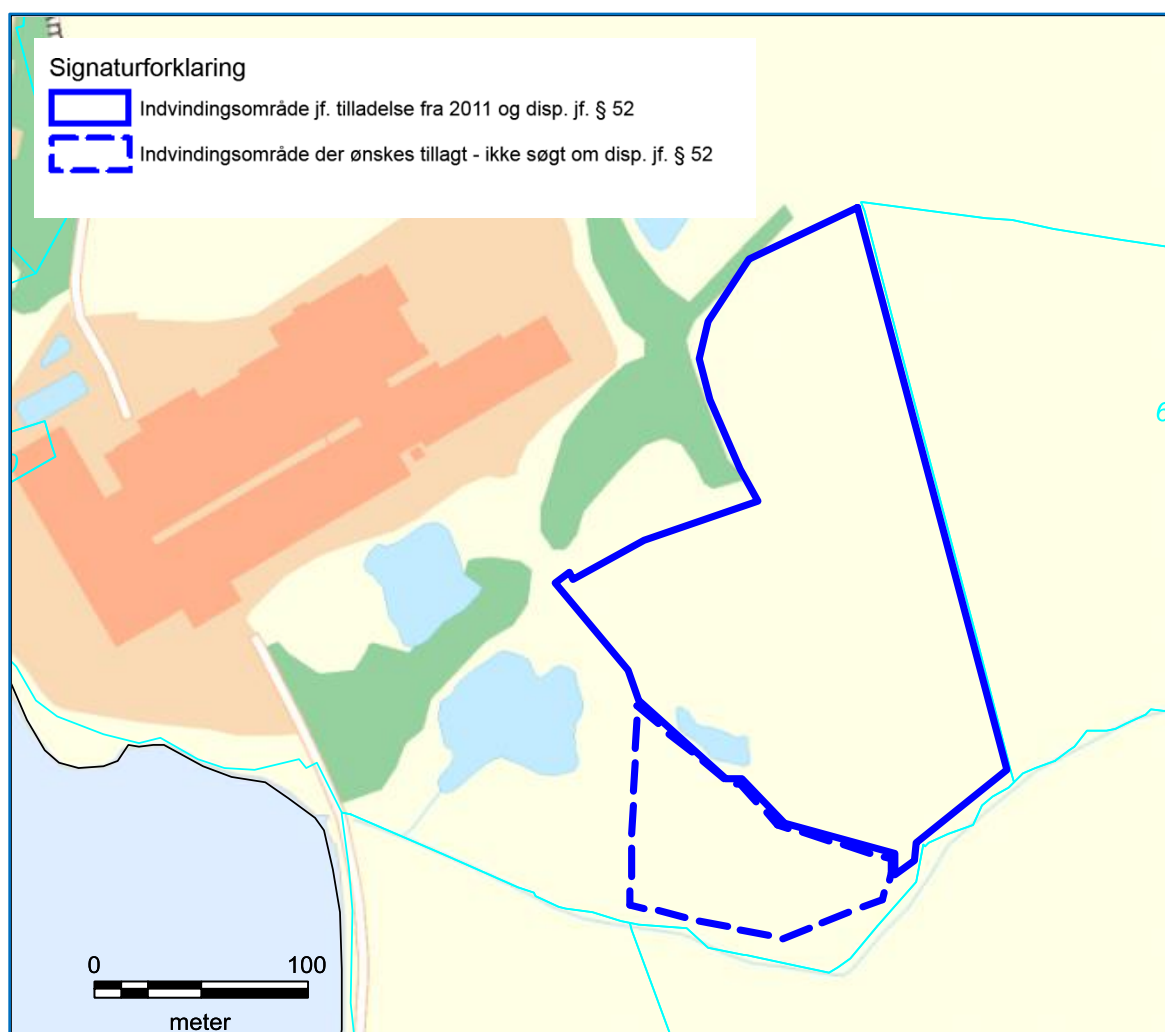 Signaturforklaring
Indvindingsområde jf. tilladelse fra 2011 og disp. jf. § 52
Indvindingsområde der ønskes tillagt - ikke søgt om disp. jf. § 52
0 100
meter